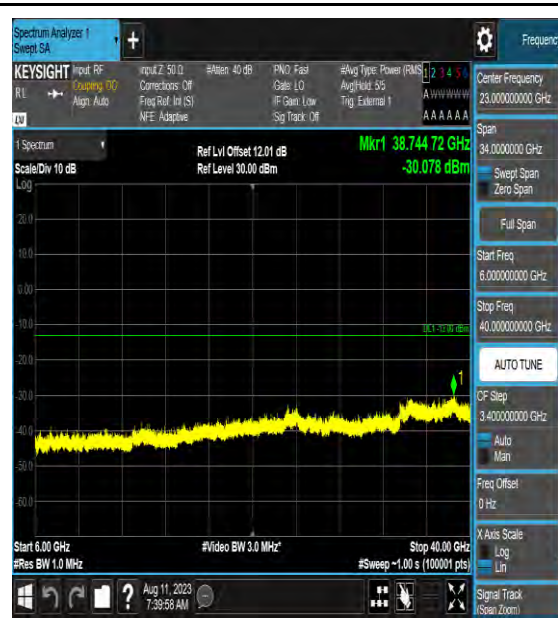 Spectrum Analyzer 1
Swept SA
+
Frequenc
KEYSIGHT
RL
LV
Input: RF
Coupling: DC
Align: Auto
Input Z: 50 Ω
Corrections: Off
Freq Ref: Int (S)
NFE: Adaptive
#Atten: 40 dB
PNO: Fast
Gate: LO
IF Gain: Low
Sig Track: Off
#Avg Type: Power (RMS
Avg|Hold: 5/5
Trig: External 1
1 2 3 4 5 6
A W W W W W
A A A A A A
1 Spectrum
Scale/Div 10 dB
Log
Ref Lvl Offset 12.01 dB
Ref Level 30.00 dBm
Mkr1 38.744 72 GHz
-30.078 dBm
20.0
10.0
0.00
-10.0
-20.0
-30.0
-40.0
-50.0
-60.0
DL1 -13.00 dBm
1
Start 6.00 GHz
#Res BW 1.0 MHz
#Video BW 3.0 MHz*
Stop 40.00 GHz
#Sweep ~1.00 s (100001 pts)
Center Frequency
23.000000000 GHz
Span
34.0000000 GHz
Swept Span
Zero Span
Full Span
Start Freq
6.000000000 GHz
Stop Freq
40.000000000 GHz
AUTO TUNE
CF Step
3.400000000 GHz
Auto
Man
Freq Offset
0 Hz
X Axis Scale
Log
Lin
Signal Track
(Span Zoom)
?
Aug 11, 2023
7:39:58 AM